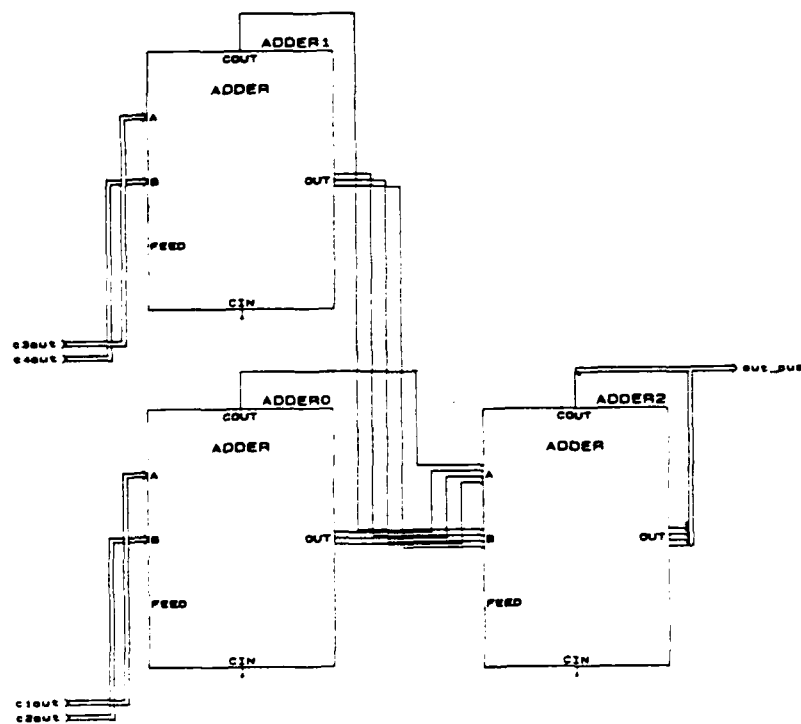 ADDER1
COUT
ADDER
A
B
OUT
FEED
CIN
c3out
c4out
ADDER0
COUT
ADDER
A
B
OUT
FEED
CIN
c1out
c2out
ADDER2
COUT
ADDER
A
B
OUT
FEED
CIN